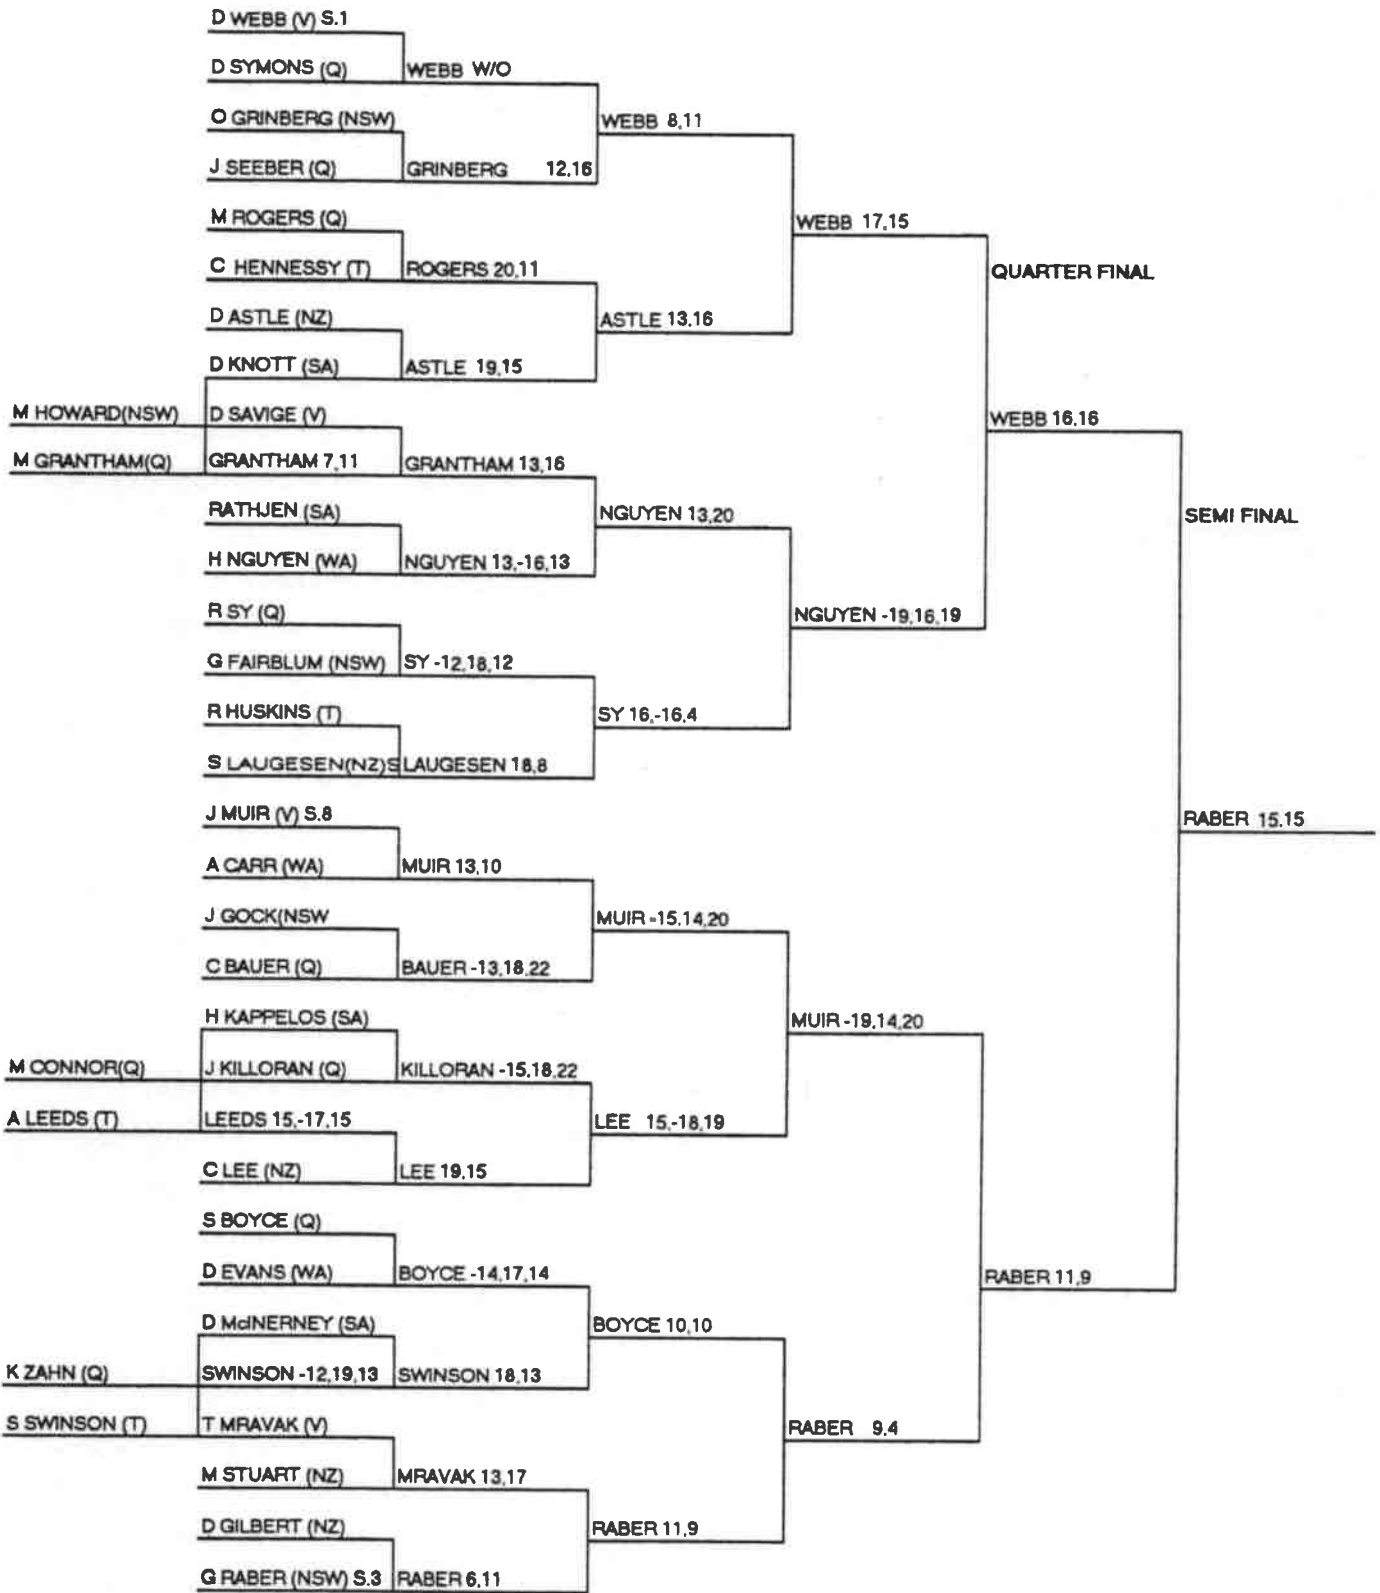 D WEBB (V) S.1
D SYMONS (Q)
WEBB W/O
O GRINBERG (NSW)
WEBB 8,11
J SEEBER (Q)
GRINBERG 12,16
M ROGERS (Q)
WEBB 17,15
C HENNESSY (T)
ROGERS 20,11
QUARTER FINAL
D ASTLE (NZ)
ASTLE 13,16
D KNOTT (SA)
ASTLE 19,15
M HOWARD(NSW)
D SAVIGE (V)
WEBB 16,16
M GRANTHAM(Q)
GRANTHAM 7,11
GRANTHAM 13,16
RATHJEN (SA)
NGUYEN 13,20
SEMI FINAL
H NGUYEN (WA)
NGUYEN 13,-16,13
R SY (Q)
NGUYEN -19,16,19
G FAIRBLUM (NSW)
SY -12,18,12
R HUSKINS (T)
SY 16,-16,4
S LAUGESEN(NZ)S
LAUGESEN 18,8
J MUIR (V) S.8
RABER 15,15
A CARR (WA)
MUIR 13,10
J GOCK(NSW
MUIR -15,14,20
C BAUER (Q)
BAUER -13,18,22
H KAPPELOS (SA)
MUIR -19,14,20
M CONNOR(Q)
J KILLORAN (Q)
KILLORAN -15,18,22
A LEEDS (T)
LEEDS 15,-17,15
LEE 15,-18,19
C LEE (NZ)
LEE 19,15
S BOYCE (Q)
D EVANS (WA)
BOYCE -14,17,14
RABER 11,9
D McINERNEY (SA)
BOYCE 10,10
K ZAHN (Q)
SWINSON -12,19,13
SWINSON 18,13
S SWINSON (T)
T MRAVAK (V)
RABER 9,4
M STUART (NZ)
MRAVAK 13,17
D GILBERT (NZ)
RABER 11,9
G RABER (NSW) S.3
RABER 6,11